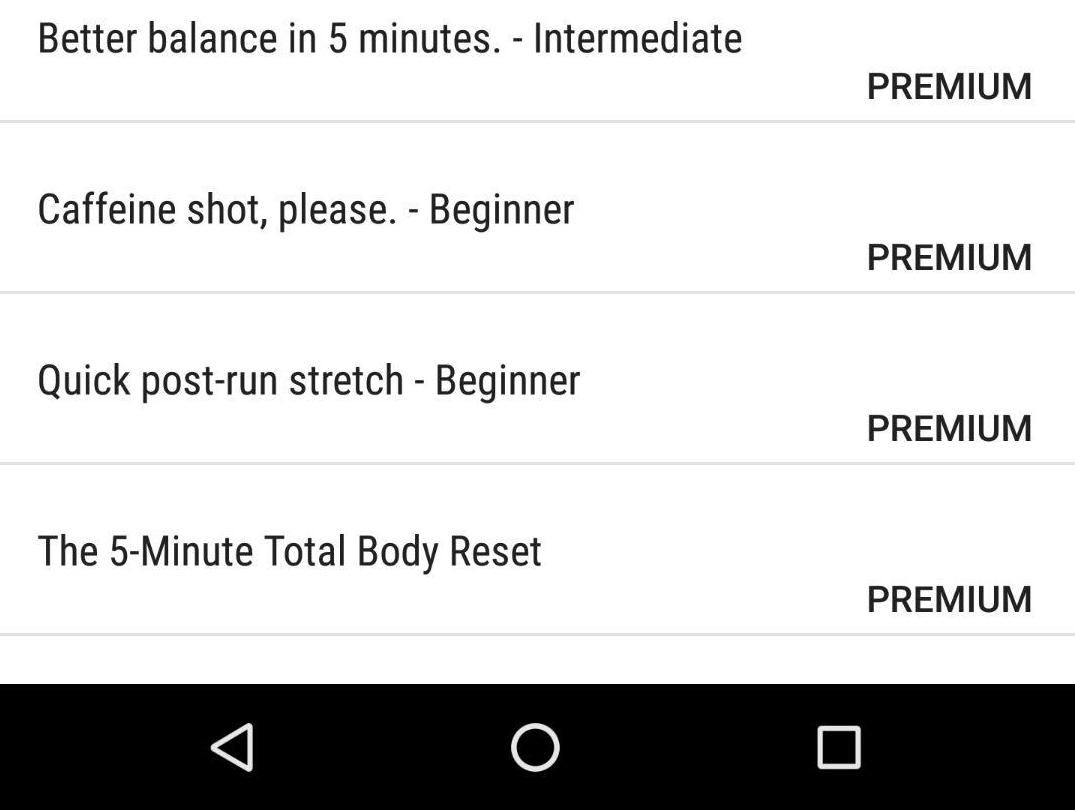 Better balance in 5 minutes. - Intermediate
PREMIUM
Caffeine shot, please. - Beginner
PREMIUM
Quick post-run stretch - Beginner
PREMIUM
The 5-Minute Total Body Reset
PREMIUM